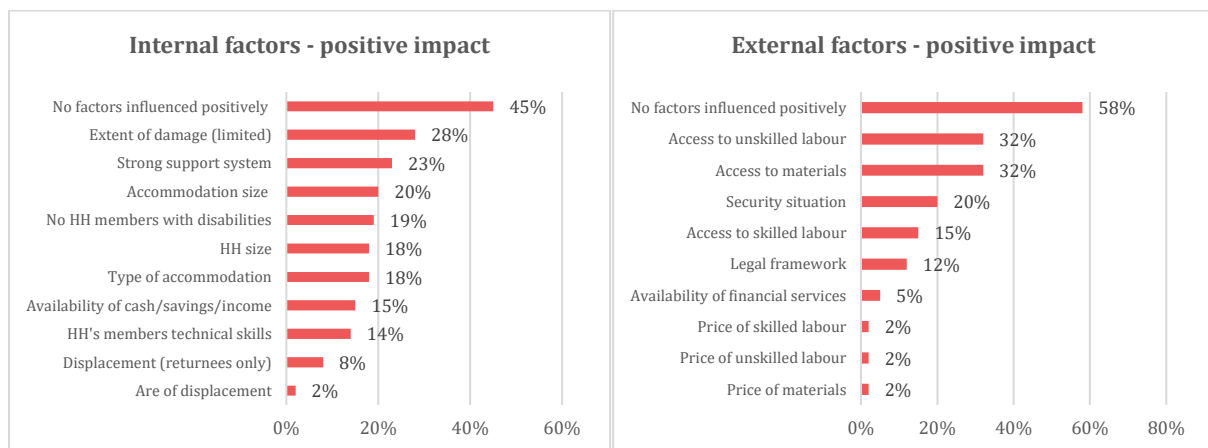 Internal factors - positive impact
No factors influenced positively 45%
Extent of damage (limited) 28%
Strong support system 23%
Accommodation size 20%
No HH members with disabilities 19%
HH size 18%
Type of accommodation 18%
Availability of cash/savings/income 15%
HH's members technical skills 14%
Displacement (returnees only) 8%
Are of displacement 2%
0% 20% 40% 60%
External factors - positive impact
No factors influenced positively 58%
Access to unskilled labour 32%
Access to materials 32%
Security situation 20%
Access to skilled labour 15%
Legal framework 12%
Availability of financial services 5%
Price of skilled labour 2%
Price of unskilled labour 2%
Price of materials 2%
0% 20% 40% 60% 80%